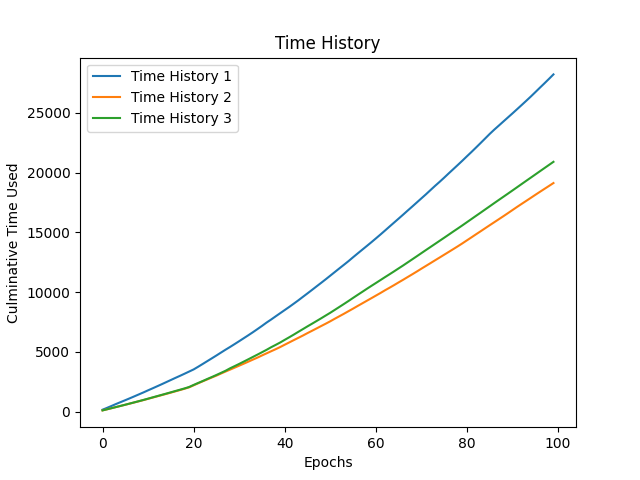 Time History
Time History 1
Time History 2
Time History 3
25000
20000
15000
10000
5000
0
Culminative Time Used
0 20 40 60 80 100
Epochs